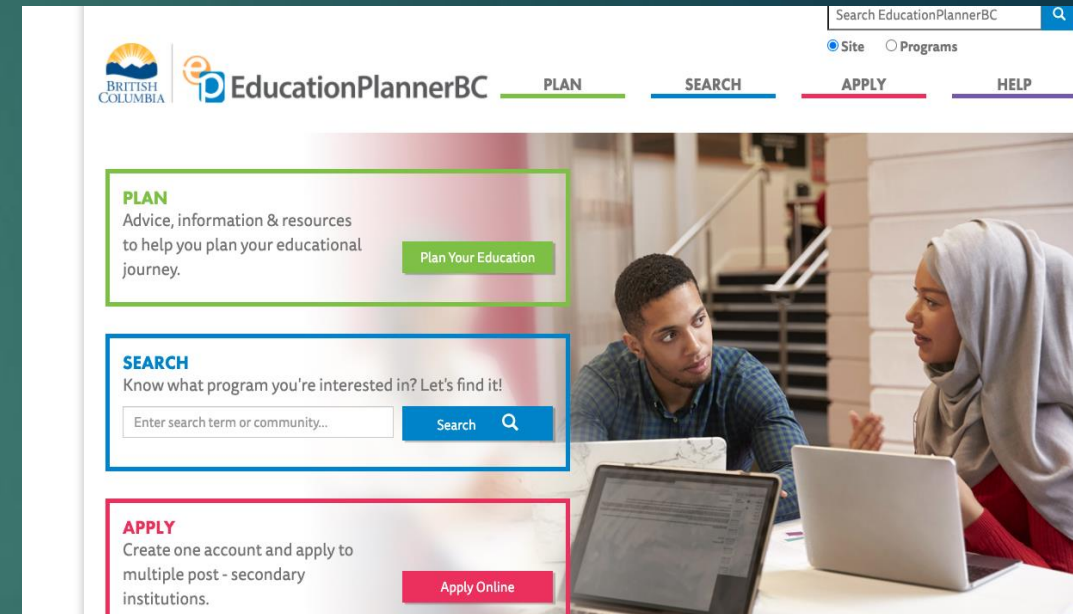 Search EducationPlannerBC
Site Programs
BRITISH
COLUMBIA
ep EducationPlannerBC
PLAN SEARCH APPLY HELP
PLAN
Advice, information & resources
to help you plan your educational
journey.
Plan Your Education
SEARCH
Know what program you're interested in? Let's find it!
Enter search term or community...
Search
APPLY
Create one account and apply to
multiple post - secondary
institutions.
Apply Online